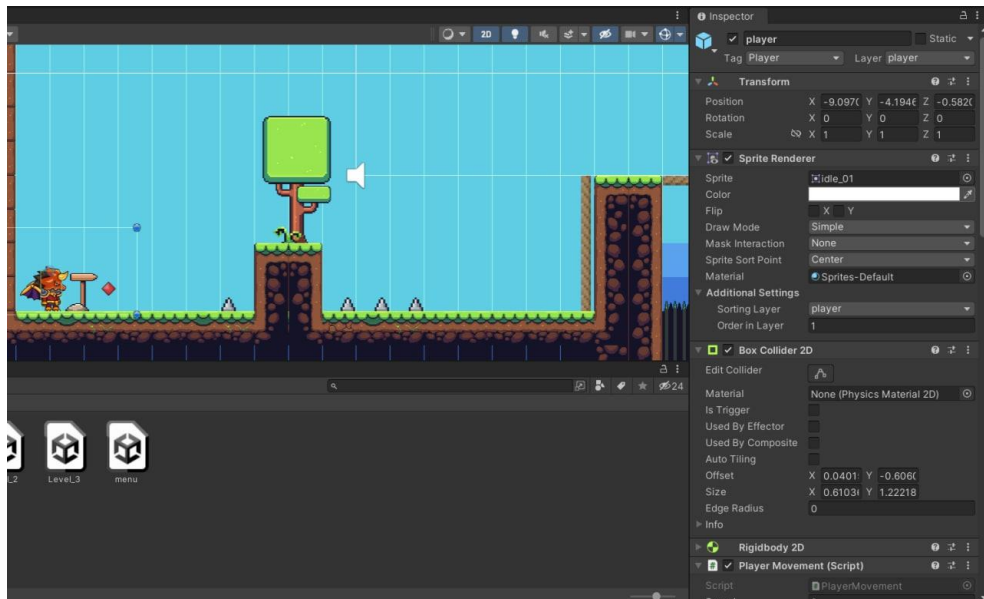 2D
24
L_2
Level_3
menu
Inspector
player
Static
Tag Player
Layer player
Transform
Position X -9.097( Y -4.194€ Z -0.582(
Rotation X 0 Y 0 Z 0
Scale X 1 Y 1 Z 1
Sprite Renderer
Sprite idle_01
Color
Flip X Y
Draw Mode Simple
Mask Interaction None
Sprite Sort Point Center
Material Sprites-Default
Additional Settings
Sorting Layer player
Order in Layer 1
Box Collider 2D
Edit Collider
Material None (Physics Material 2D)
Is Trigger
Used By Effector
Used By Composite
Auto Tiling
Offset X 0.0401 Y -0.606(
Size X 0.6103 Y 1.22218
Edge Radius 0
Info
Rigidbody 2D
# Player Movement (Script)
Script # PlayerMovement